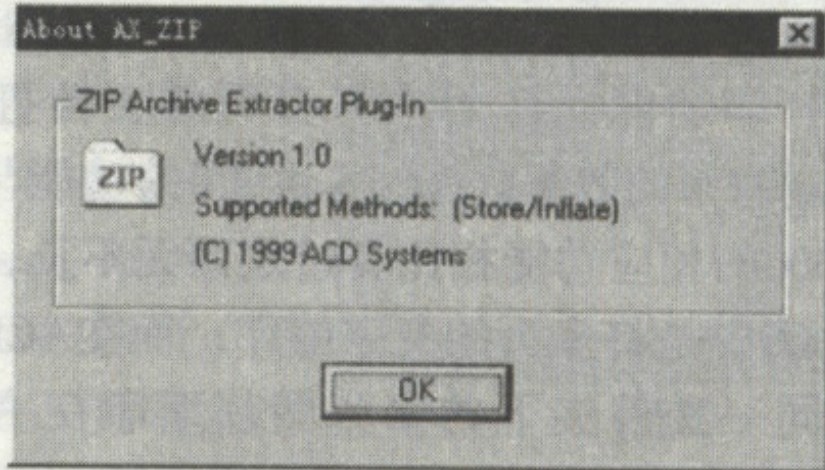 About AX_ZIP
ZIP Archive Extractor Plug-In
ZIP
Version 1.0
Supported Methods: (Store/Inflate)
(C) 1999 ACD Systems
OK